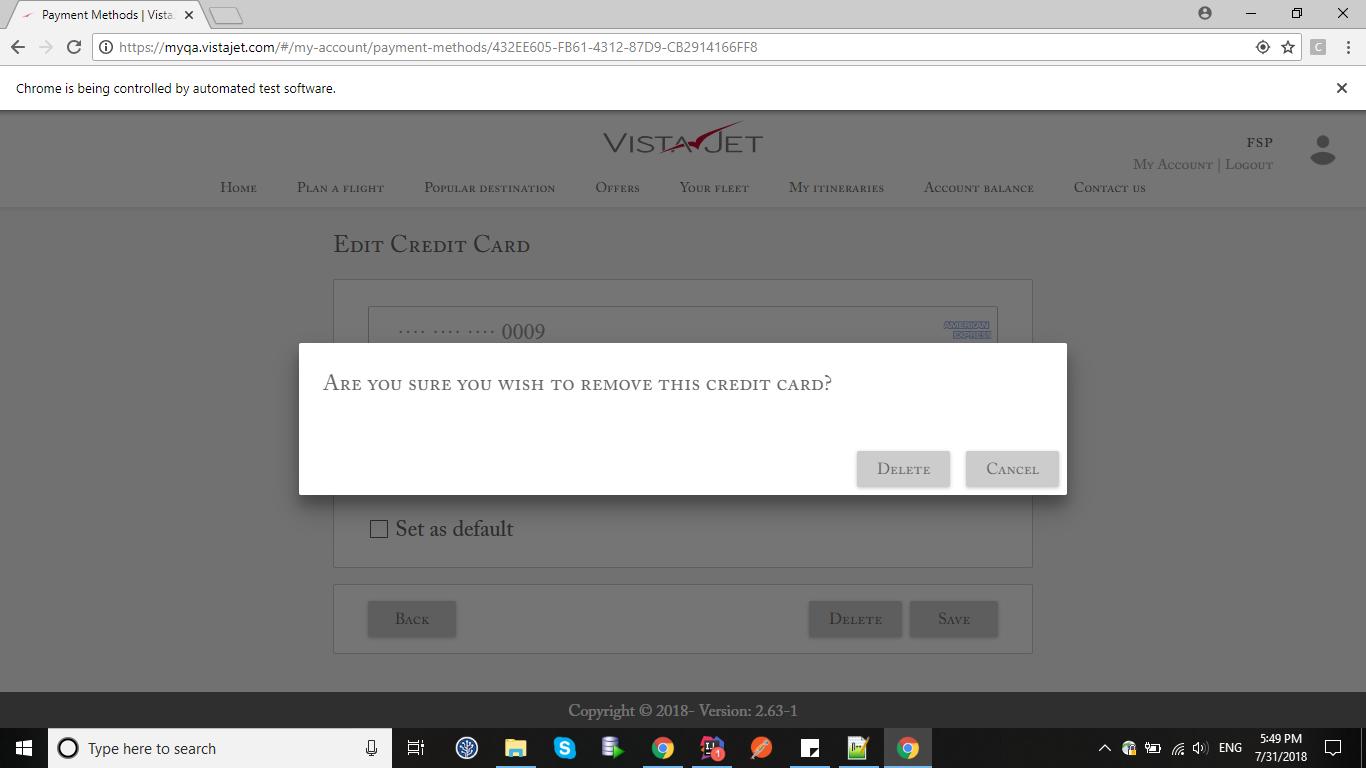 Payment Methods | Vista
https://myqa.vistajet.com/#/my-account/payment-methods/432EE605-FB61-4312-87D9-CB2914166FF8
Chrome is being controlled by automated test software.
VISTAJET
FSP
My Account | Logout
Home Plan a flight Popular destination Offers Your fleet My itineraries Account balance Contact us
Edit Credit Card
···· ···· ···· 0009
AMERICAN
EXPRESS
Are you sure you wish to remove this credit card?
Delete Cancel
Set as default
Back Delete Save
Copyright © 2018- Version: 2.63-1
Type here to search
ENG
5:49 PM
7/31/2018